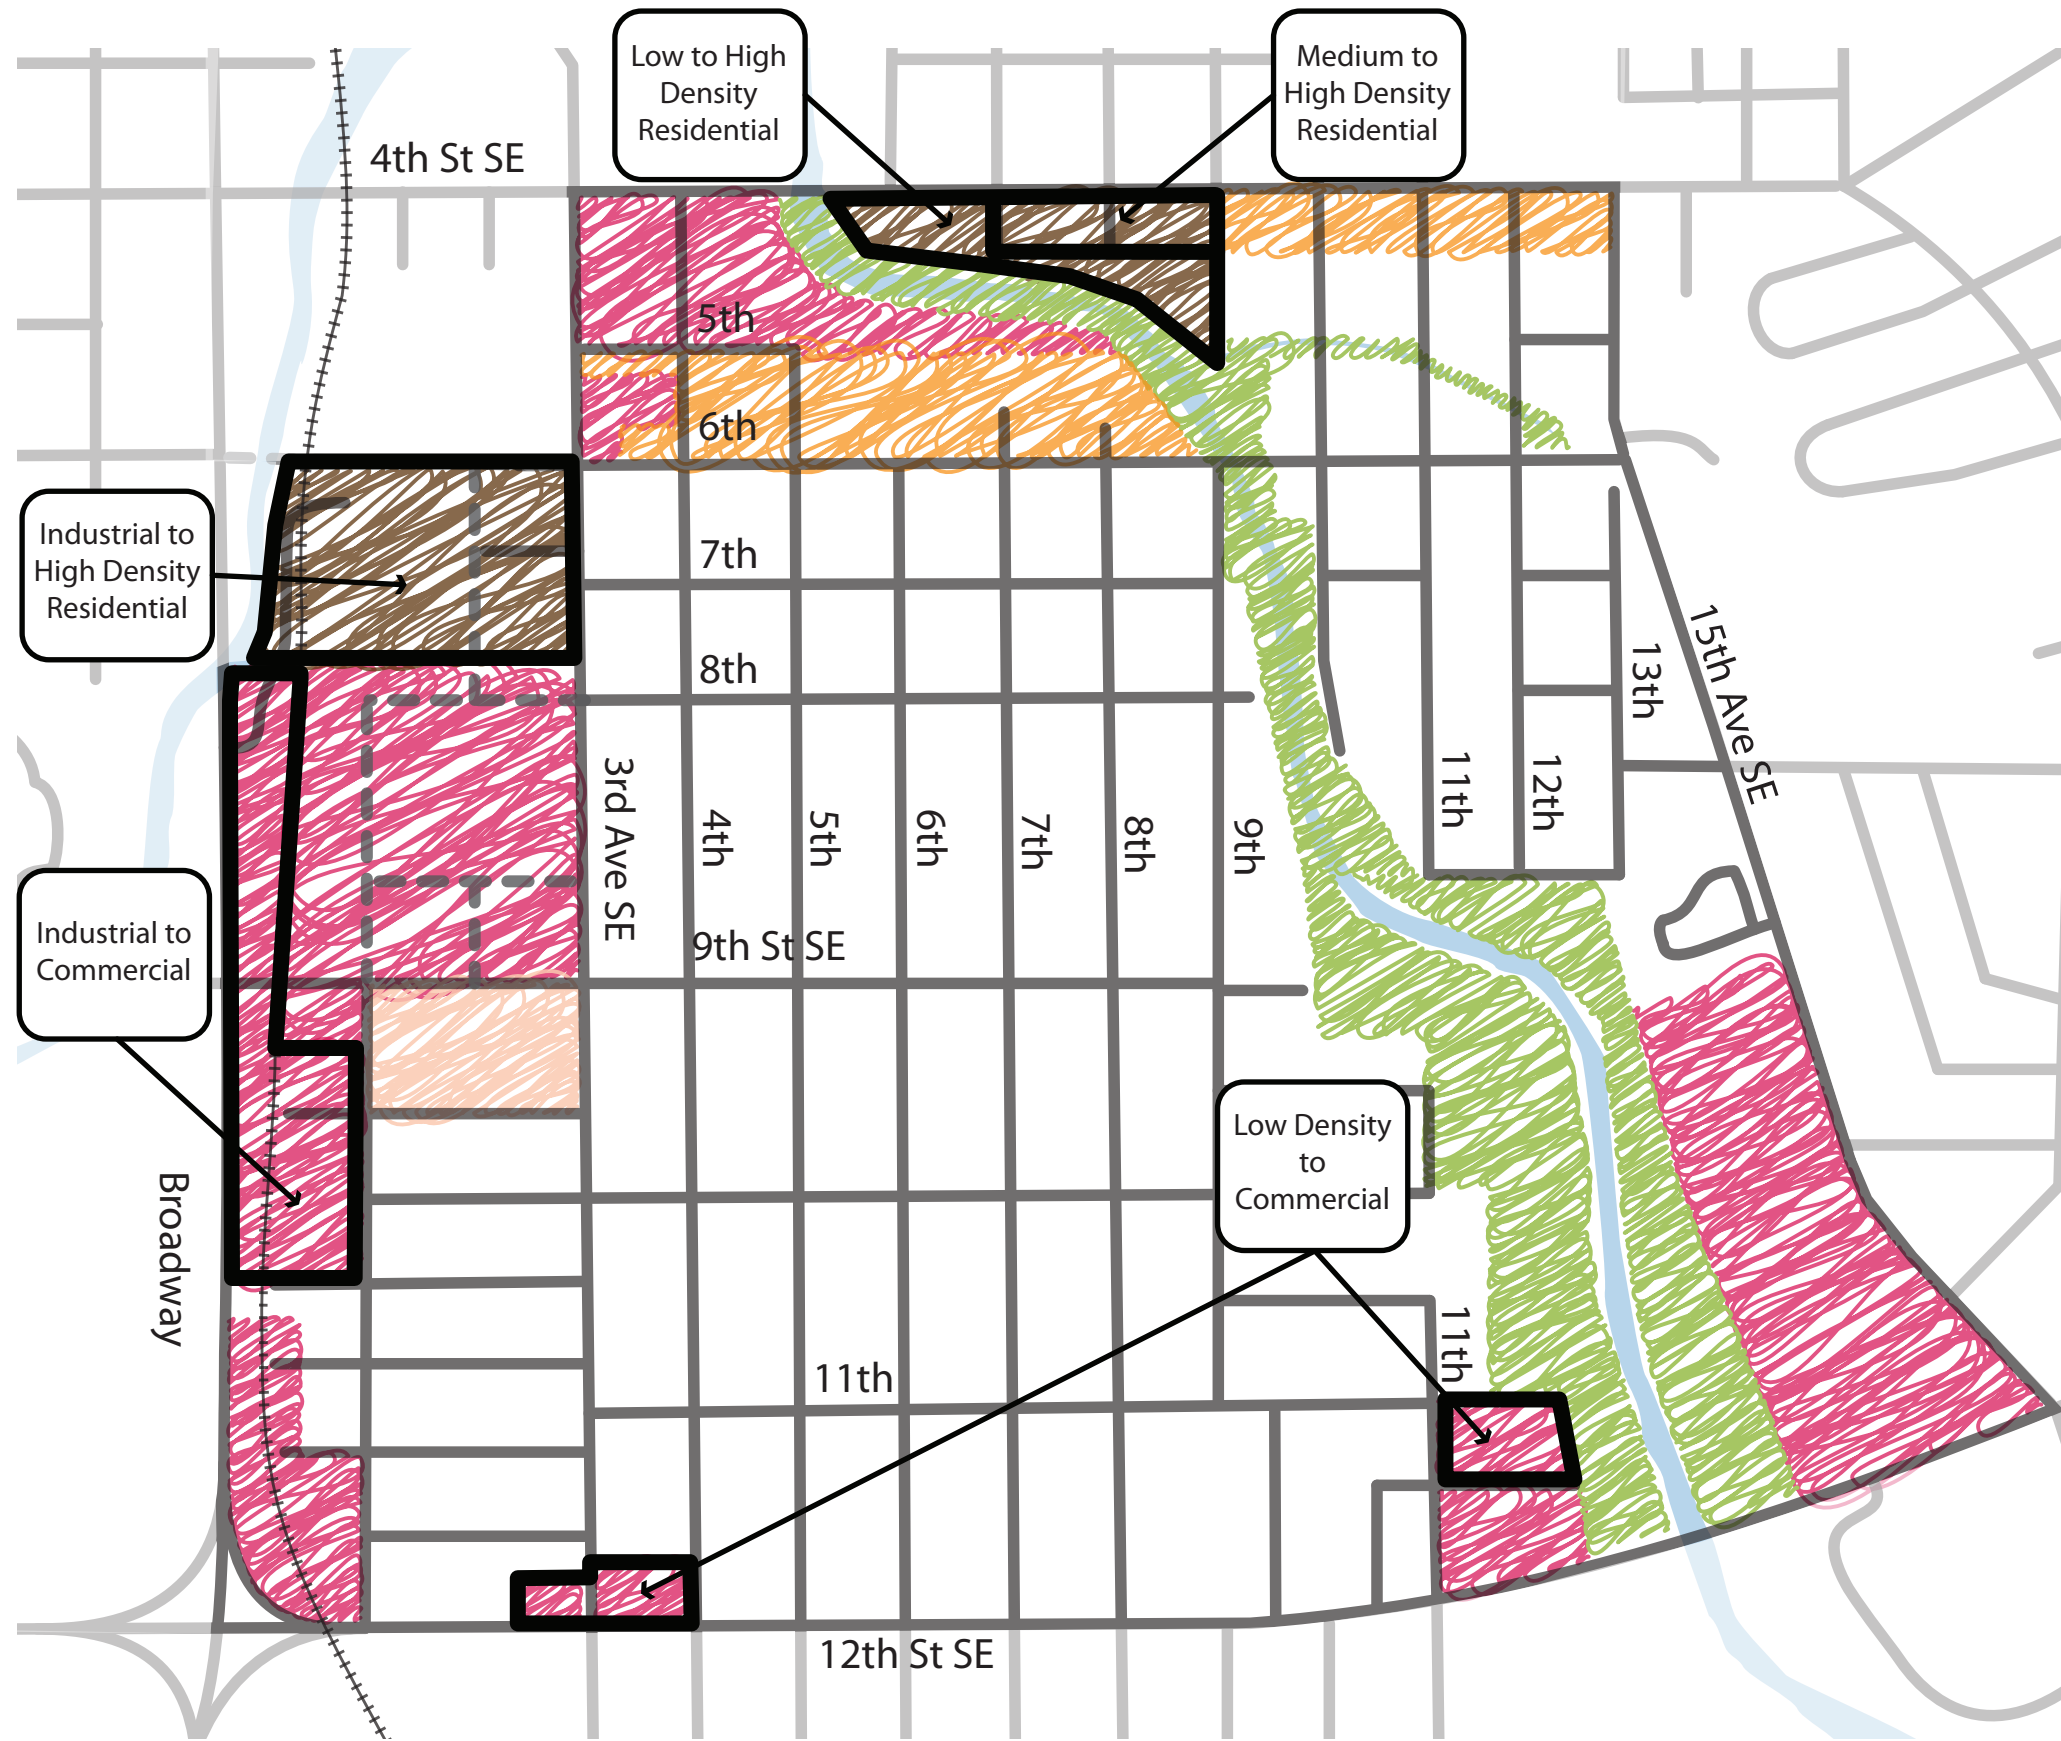 Low to High
Density
Residential
Medium to
High Density
Residential
4th St SE
5th
6th
Industrial to
High Density
Residential
7th
8th
13th
15th Ave SE
3rd Ave SE
4th
5th
6th
7th
8th
9th
11th
12th
Industrial to
Commercial
9th St SE
Low Density
to
Commercial
Broadway
11th
11th
12th St SE